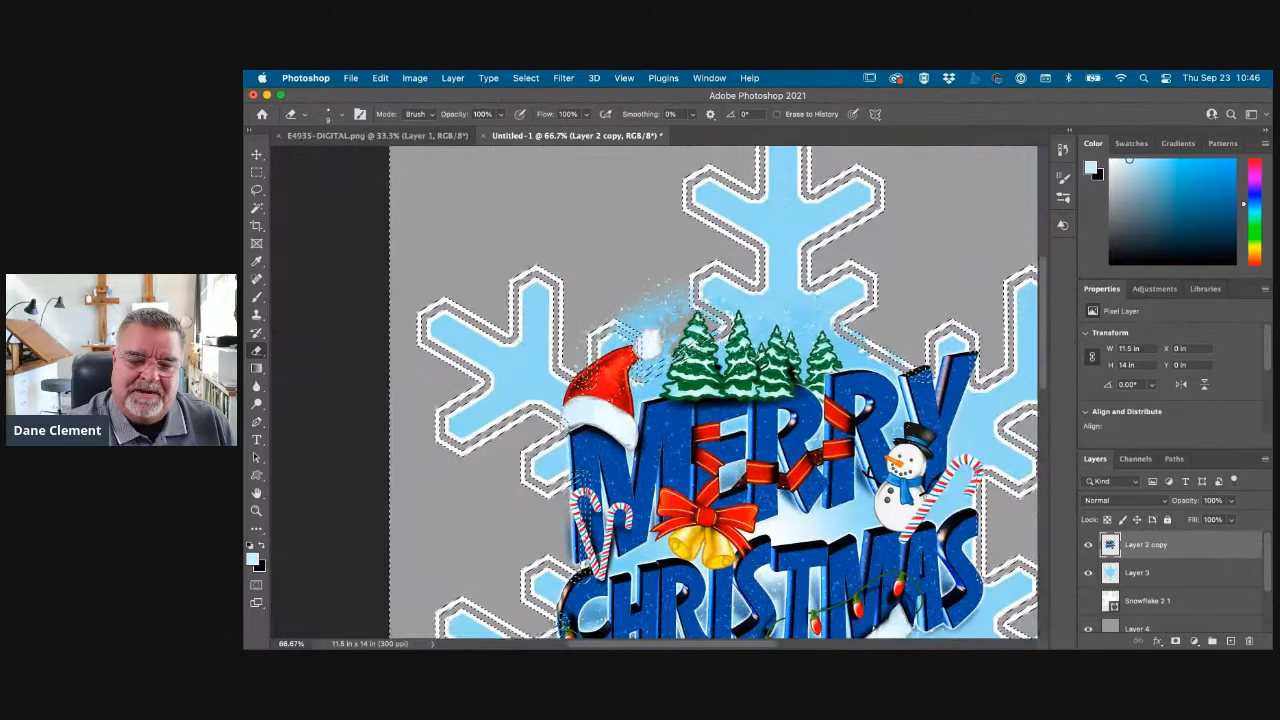 Photoshop File Edit Image Layer Type Select Filter 3D View Plugins Window Help Thu Sep 23 10:46
Adobe Photoshop 2021
9 Mode: Brush Opacity: 100% Flow: 100% Smoothing: 0% 0° Erase to History
E4935-DIGITAL.png @ 33.3% (Layer 1, RGB/8*) Untitled-1 @ 66.7% (Layer 2 copy, RGB/8*) *
Color Swatches Gradients Patterns
Properties Adjustments Libraries
Pixel Layer
Transform
W 11.5 in X 0 in
H 14 in Y 0 in
0.00°
Align and Distribute
Align:
Layers Channels Paths
Kind
Normal Opacity: 100%
Lock: Fill: 100%
Layer 2 copy
Layer 3
Snowflake 2 1
Layer 4
MERRY
CHRISTMAS
Dane Clement
66.67% 11.5 in x 14 in (300 ppi)